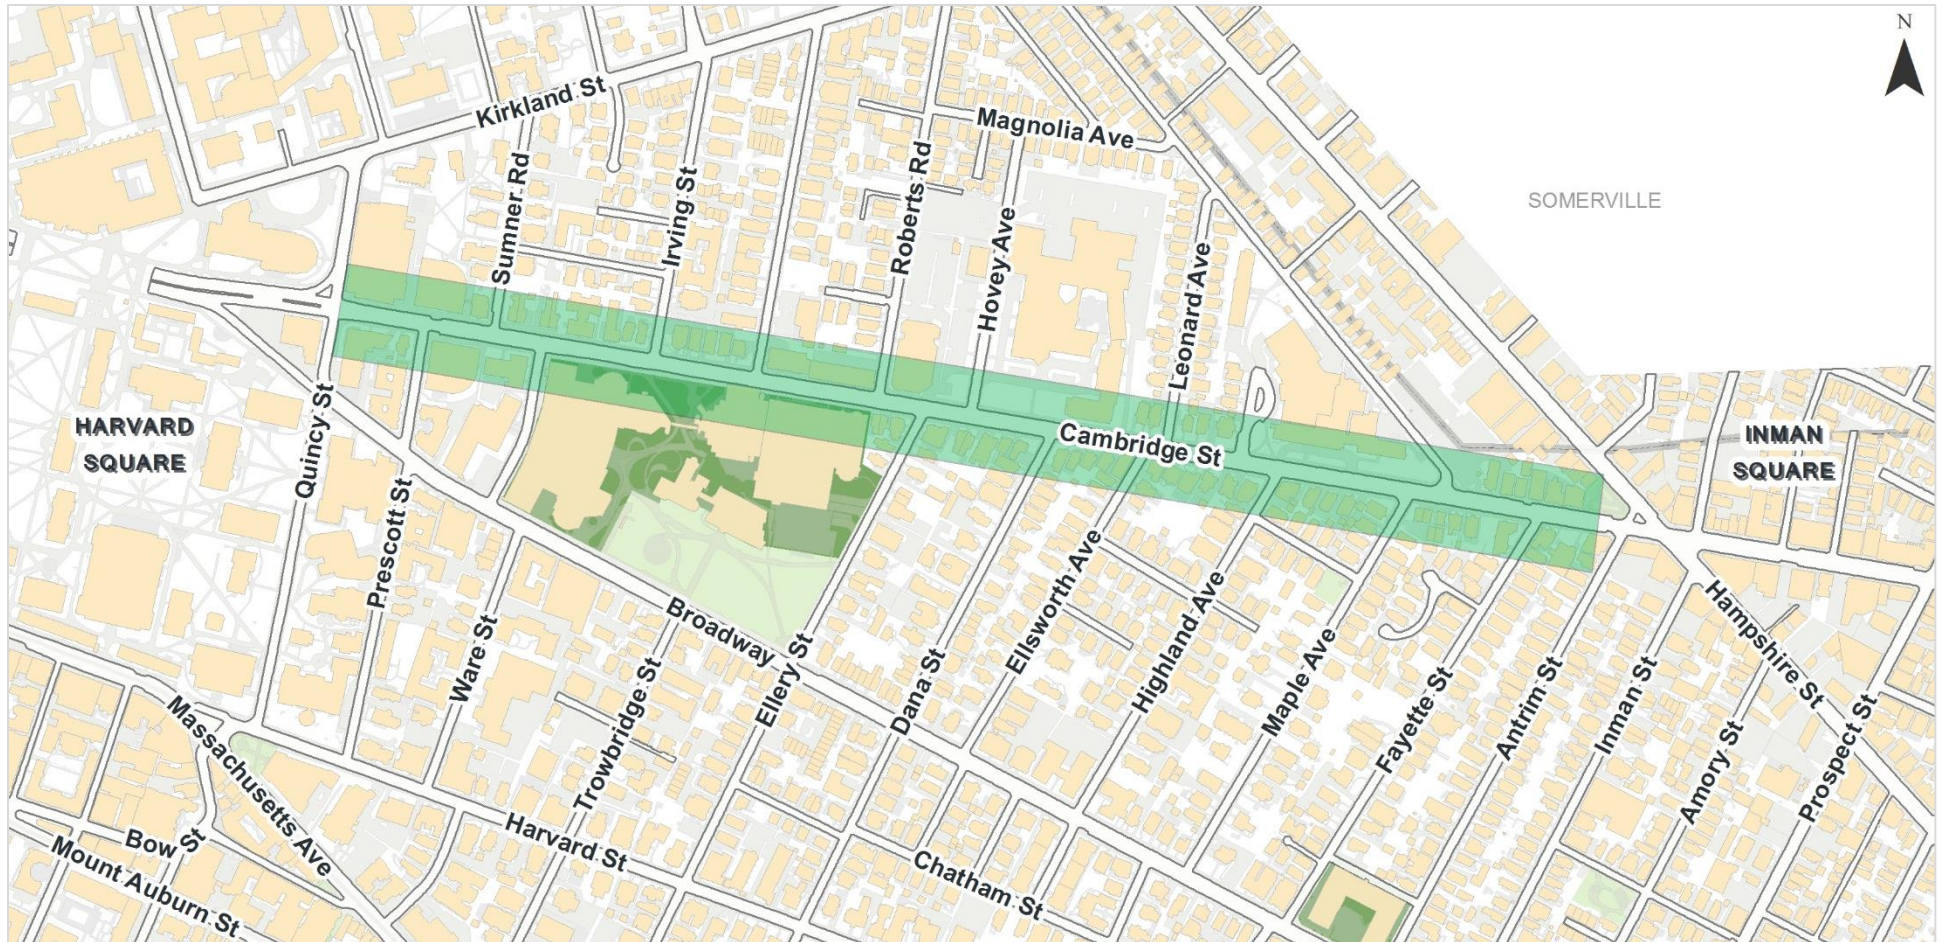 N
Kirkland St
Magnolia Ave
SOMERVILLE
Sumner Rd
Irving St
Roberts Rd
Hovey Ave
Leonard Ave
HARVARD
SQUARE
Quincy St
Cambridge St
INMAN
SQUARE
Prescott St
Ware St
Trowbridge St
Broadway
Ellery St
Dana St
Ellsworth Ave
Highland Ave
Maple Ave
Fayette St
Antrim St
Inman St
Hampshire St
Amory St
Prospect St
Massachusetts Ave
Bow St
Mount Auburn St
Harvard St
Chatham St